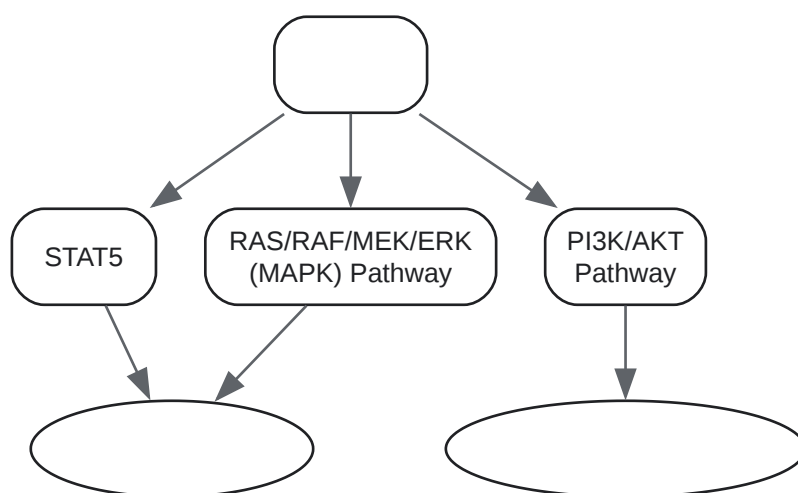 STAT5
RAS/RAF/MEK/ERK
(MAPK) Pathway
PI3K/AKT
Pathway